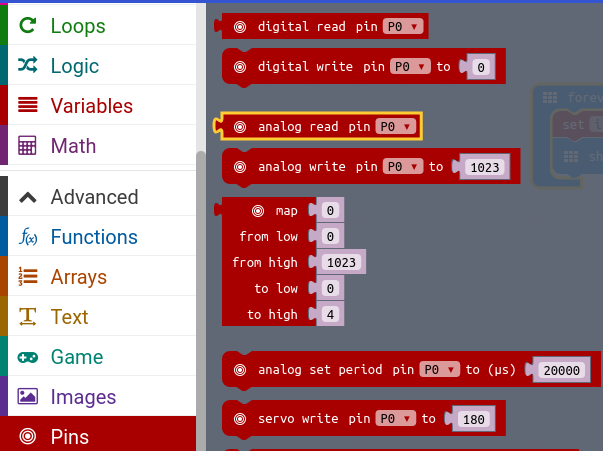 Loops
Logic
Variables
Math
Advanced
Functions
Arrays
Text
Game
Images
Pins
digital read pin P0
digital write pin P0 to 0
analog read pin P0
analog write pin P0 to 1023
map 0
from low 0
from high 1023
to low 0
to high 4
analog set period pin P0 to (µs) 20000
servo write pin P0 to 180
forev
set
sh